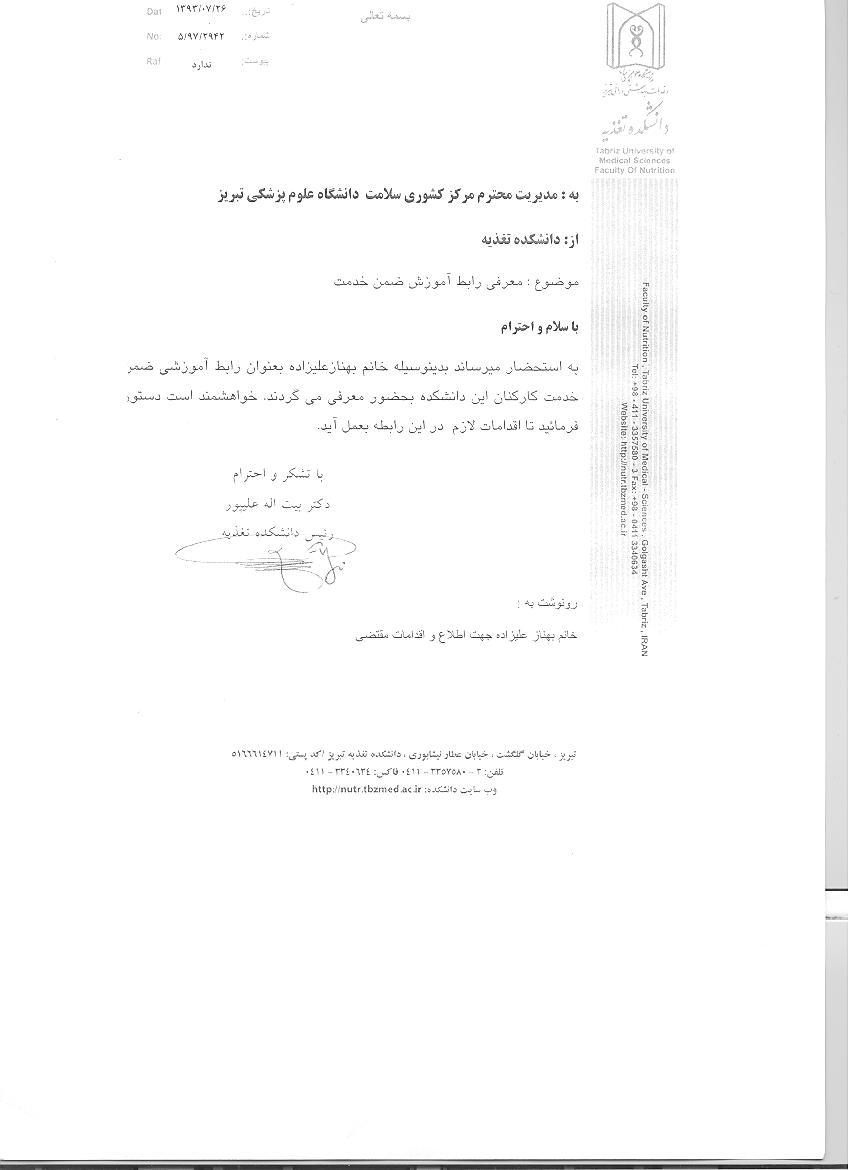 بسمه تعالی
تاریخ:.. ۱۳۹۳/۰۷/۲۶ Dat
شماره:. ۵/۹۷/۲۹۴۲ No:
پیوست: ندارد Raf
دانشکده تغذیه
Tabriz University of
Medical Sciences
Faculty Of Nutrition
به : مدیریت محترم مرکز کشوری سلامت دانشگاه علوم پزشکی تبریز
از: دانشکده تغذیه
موضوع : معرفی رابط آموزش ضمن خدمت
با سلام و احترام
به استحضار میرساند بدینوسیله خانم بهنازعلیزاده بعنوان رابط آموزشی ضمر
خدمت کارکنان این دانشکده بحضور معرفی می گردند. خواهشمند است دستور
فرمائید تا اقدامات لازم در این رابطه بعمل آید.
با تشکر و احترام
دکتر بیت اله علیپور
رئیس دانشکده تغذیه
رونوشت به :
خانم بهناز علیزاده جهت اطلاع و اقدامات مقتضی
Faculty of Nutrition , Tabriz University of Medical - Sciences , Golgasht Ave , Tabriz , IRAN
Tel: +98 - 411 - 3357580 - 3 Fax: +98 - 0411 3340634
Website: http://nutr.tbzmed.ac.ir
تبریز ، خیابان گلگشت ، خیابان عطار نیشابوری ، دانشکده تغذیه تبریز /کد پستی: ۵۱۶۶۶۱٤۷۱۱
تلفن: ۳ - ۳۳۵۷۵۸۰ - ۰٤۱۱ فاکس: ۳۳٤۰٦۳٤ - ۰٤۱۱
وب سایت دانشکده: http://nutr.tbzmed.ac.ir